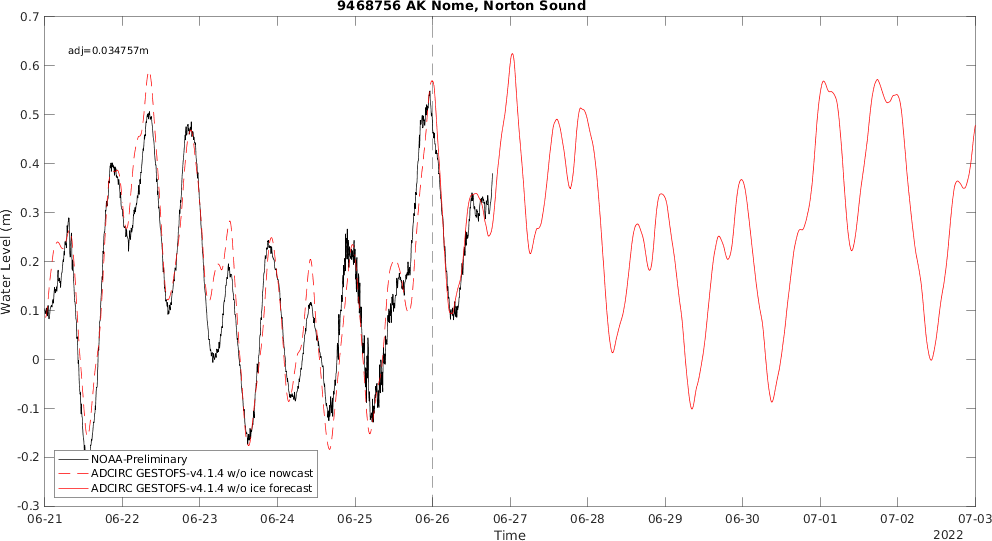 9468756 AK Nome, Norton Sound
adj=0.034757m
0.7
0.6
0.5
0.4
0.3
0.2
0.1
0
-0.1
-0.2
-0.3
Water Level (m)
NOAA-Preliminary
ADCIRC GESTOFS-v4.1.4 w/o ice nowcast
ADCIRC GESTOFS-v4.1.4 w/o ice forecast
06-21 06-22 06-23 06-24 06-25 06-26 06-27 06-28 06-29 06-30 07-01 07-02 07-03
Time
2022